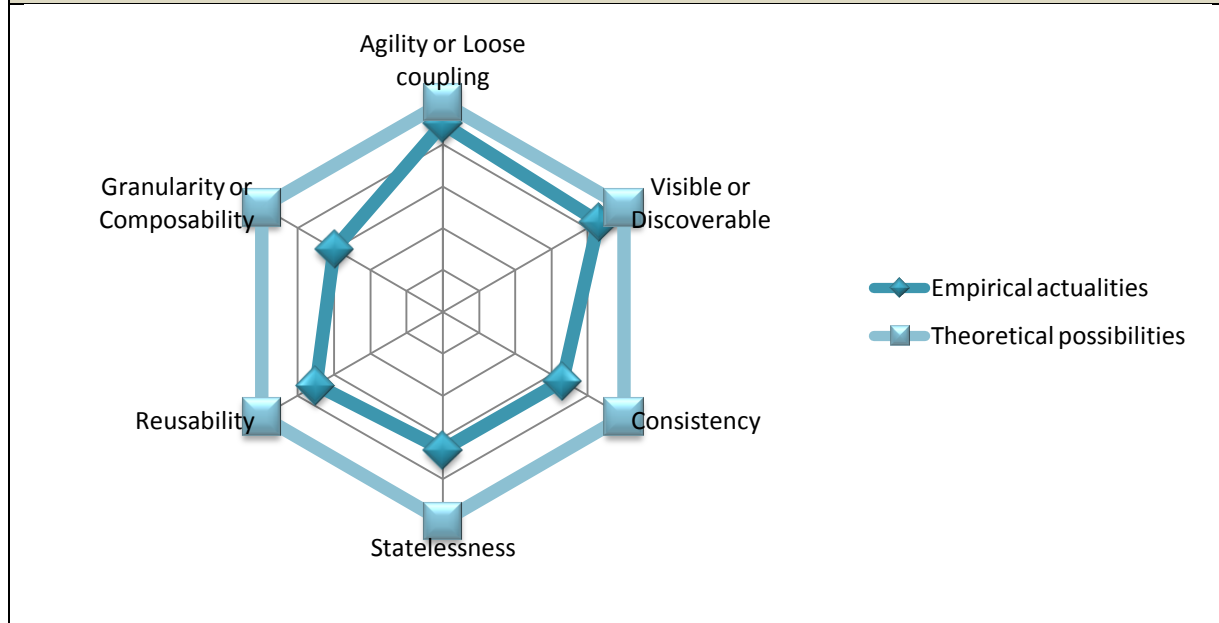 Agility or Loose
coupling
Granularity or
Composability
Visible or
Discoverable
Empirical actualities
Theoretical possibilities
Reusability
Consistency
Statelessness